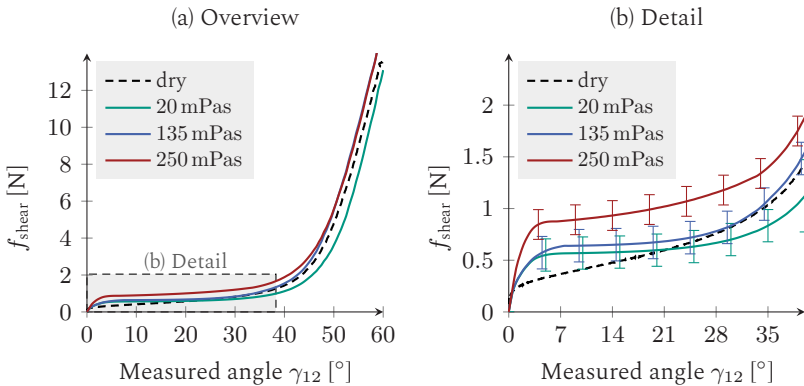 (a) Overview
12
10
8
6
4
2
0
f_shear [N]
dry
20 mPas
135 mPas
250 mPas
(b) Detail
0 10 20 30 40 50 60
Measured angle γ₁₂ [°]
(b) Detail
2
1.5
1
0.5
0
f_shear [N]
dry
20 mPas
135 mPas
250 mPas
0 7 14 21 28 35
Measured angle γ₁₂ [°]